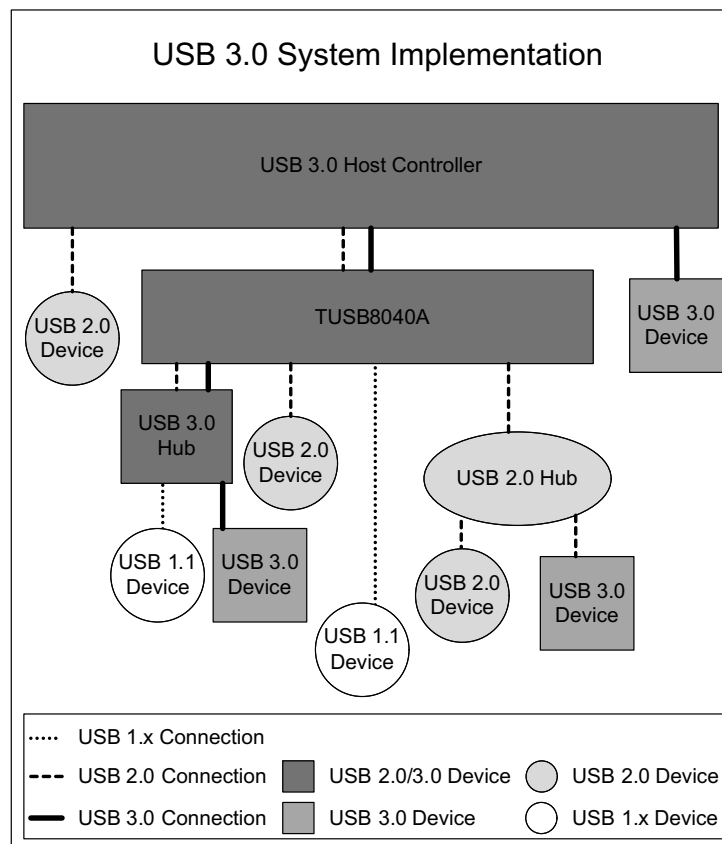 USB 3.0 System Implementation
USB 3.0 Host Controller
USB 2.0
Device
TUSB8040A
USB 3.0
Device
USB 3.0
Hub
USB 2.0
Device
USB 2.0 Hub
USB 1.1
Device
USB 3.0
Device
USB 1.1
Device
USB 2.0
Device
USB 3.0
Device
USB 1.x Connection
USB 2.0 Connection
USB 2.0/3.0 Device
USB 2.0 Device
USB 3.0 Connection
USB 3.0 Device
USB 1.x Device